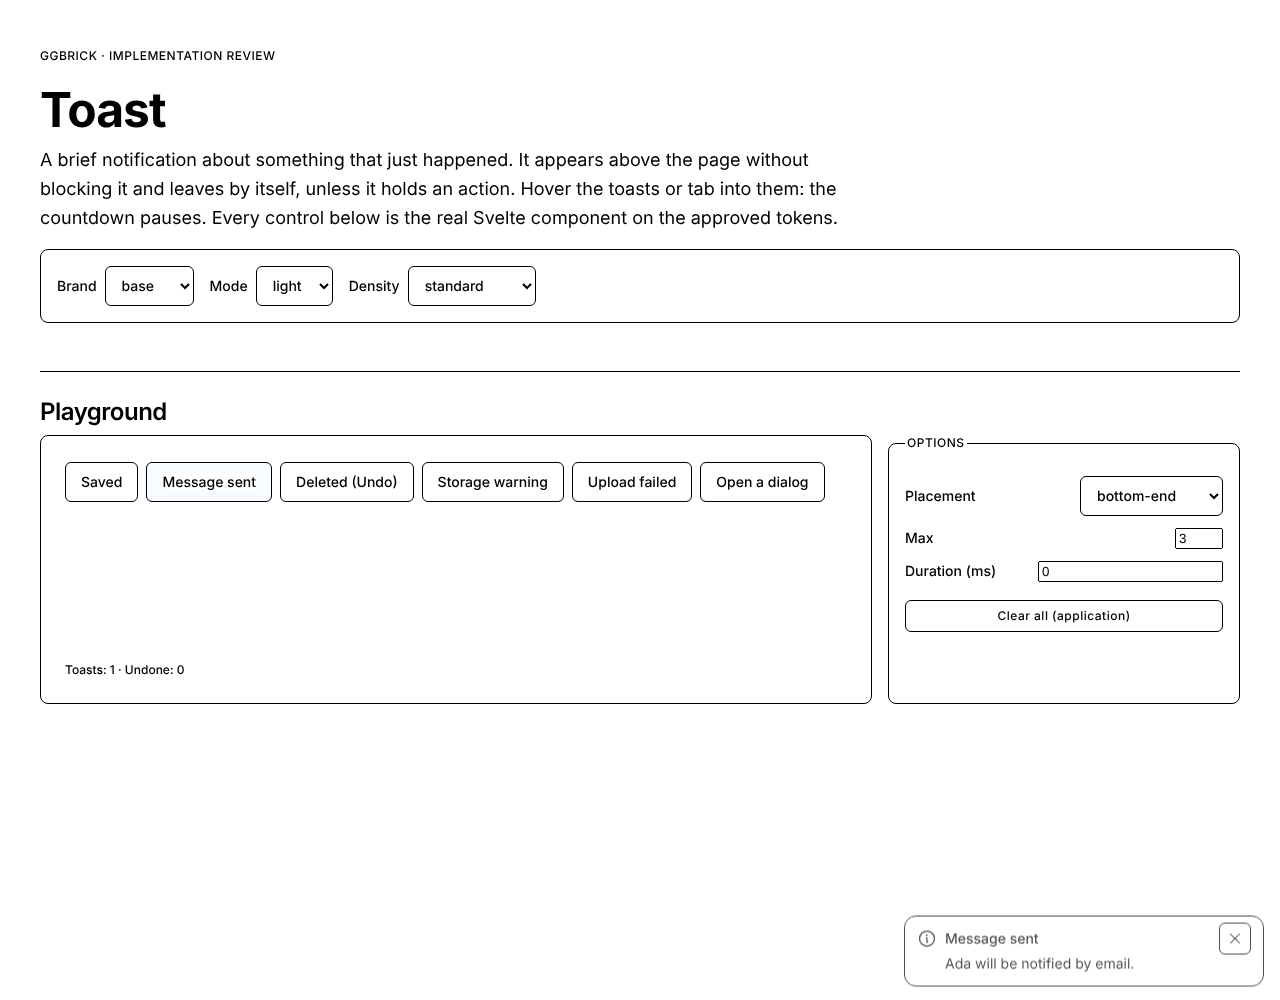 GGBRICK · IMPLEMENTATION REVIEW
Toast
A brief notification about something that just happened. It appears above the page without
blocking it and leaves by itself, unless it holds an action. Hover the toasts or tab into them: the
countdown pauses. Every control below is the real Svelte component on the approved tokens.
Brand base Mode light Density standard
Playground
Saved Message sent Deleted (Undo) Storage warning Upload failed Open a dialog
Toasts: 1 · Undone: 0
OPTIONS
Placement bottom-end
Max 3
Duration (ms) 0
Clear all (application)
Message sent
Ada will be notified by email.